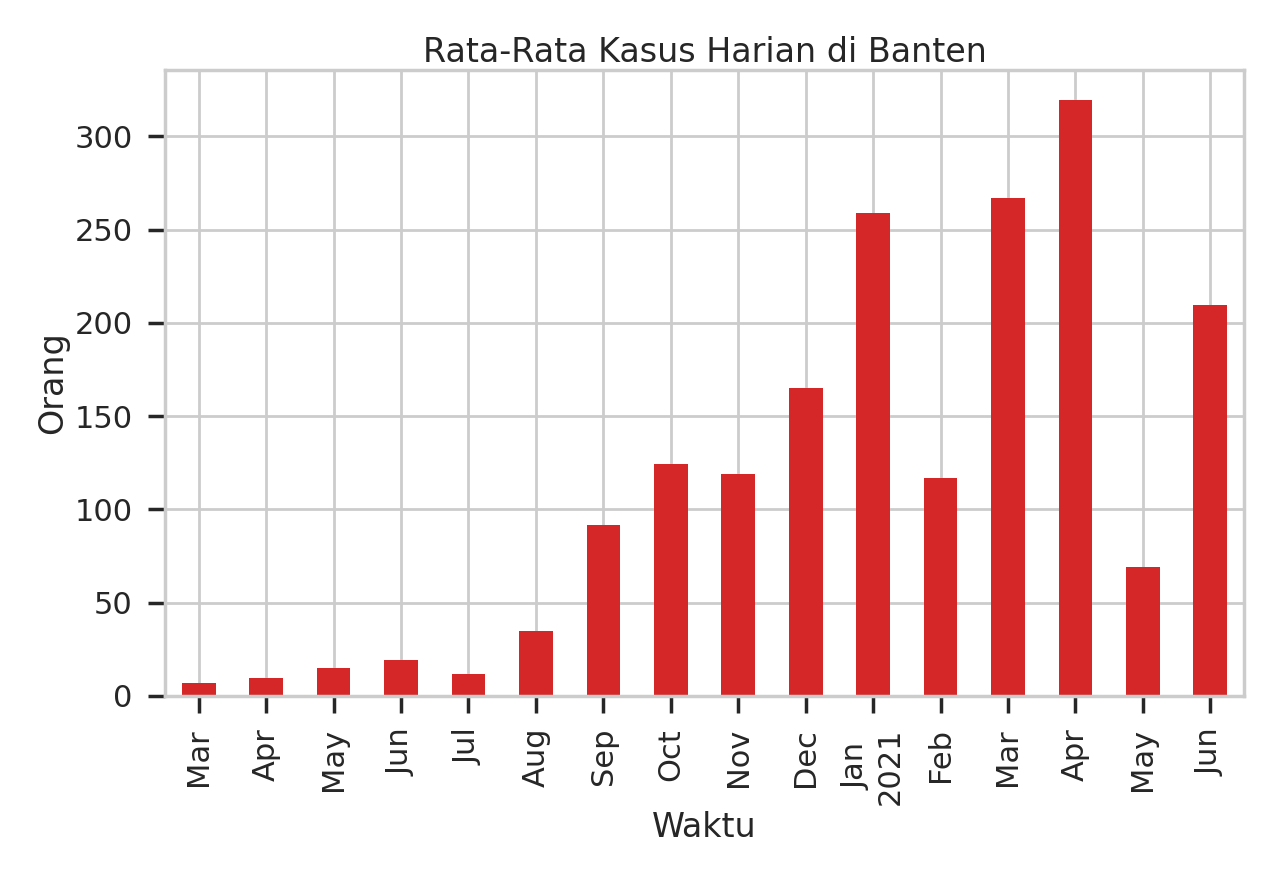 Rata-Rata Kasus Harian di Banten
Orang
300
250
200
150
100
50
0
Mar
Apr
May
Jun
Jul
Aug
Sep
Oct
Nov
Dec
Jan
2021
Feb
Mar
Apr
May
Jun
Waktu